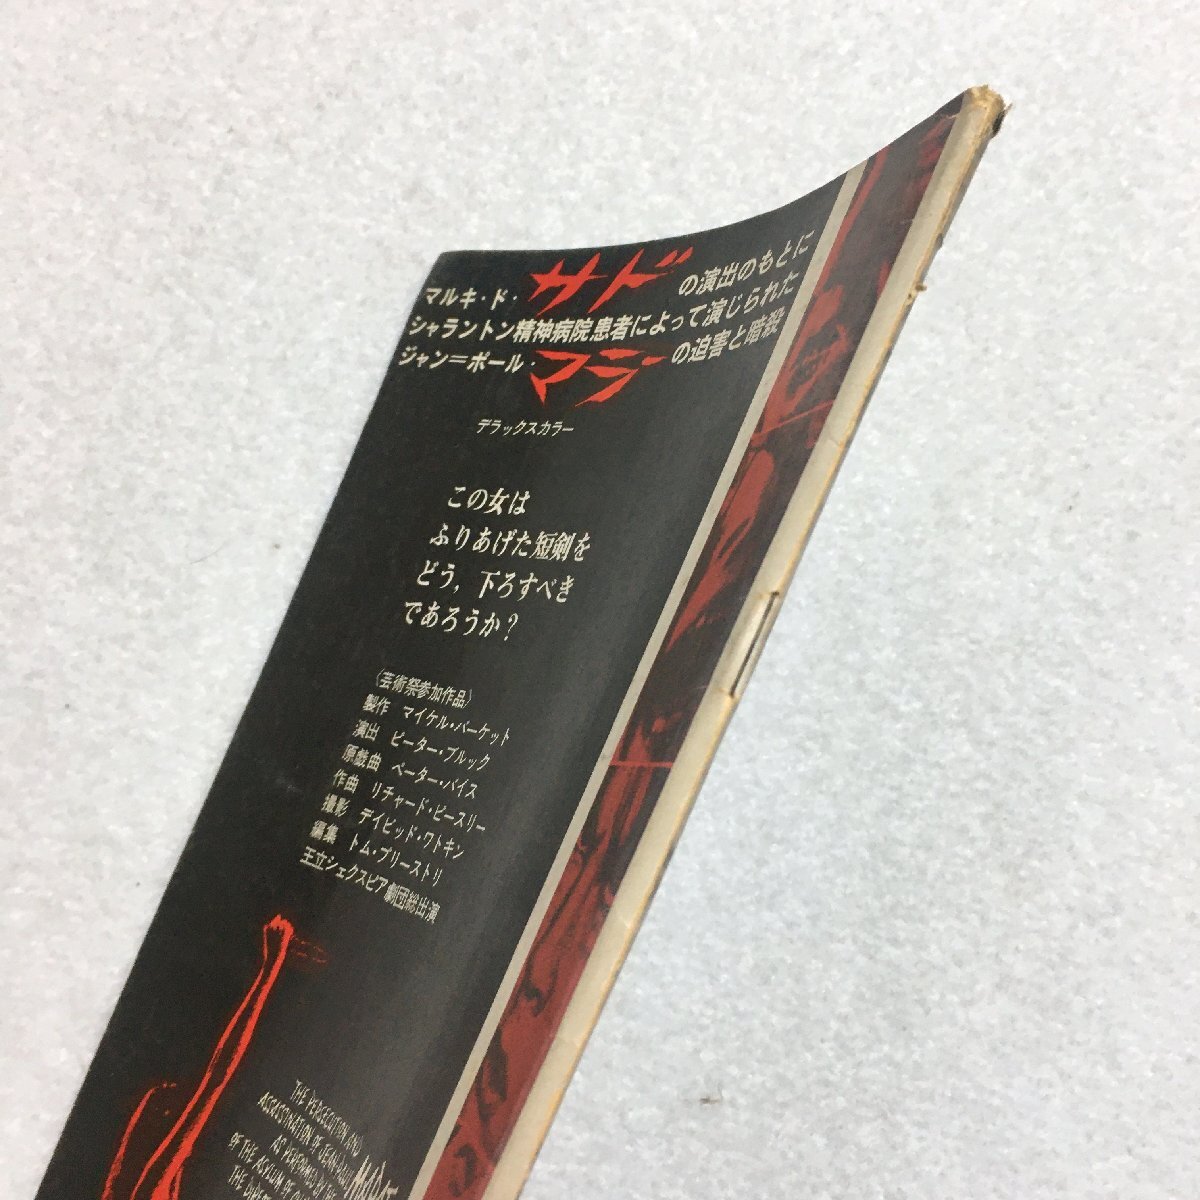 マルキ・ド・サドの演出のもとに
シャラントン精神病院患者によって演じられた
ジャン=ポール・マラーの迫害と暗殺
デラックスカラー
この女は
ふりあげた短剣を
どう，下ろすべき
であろうか？
〈芸術祭参加作品〉
製作 マイケル・バーケット
演出 ピーター・ブルック
原戯曲 ペーター・バイス
作曲 リチャード・ピースリー
撮影 デイビッド・ワトキン
編集 トム・プリーストリ
王立シェクスピア劇団総出演
THE PERSECUTION AND
ASSASSINATION OF JEAN-PAUL MARAT
AS PERFORMED BY THE
OF THE ASYLUM OF
THE